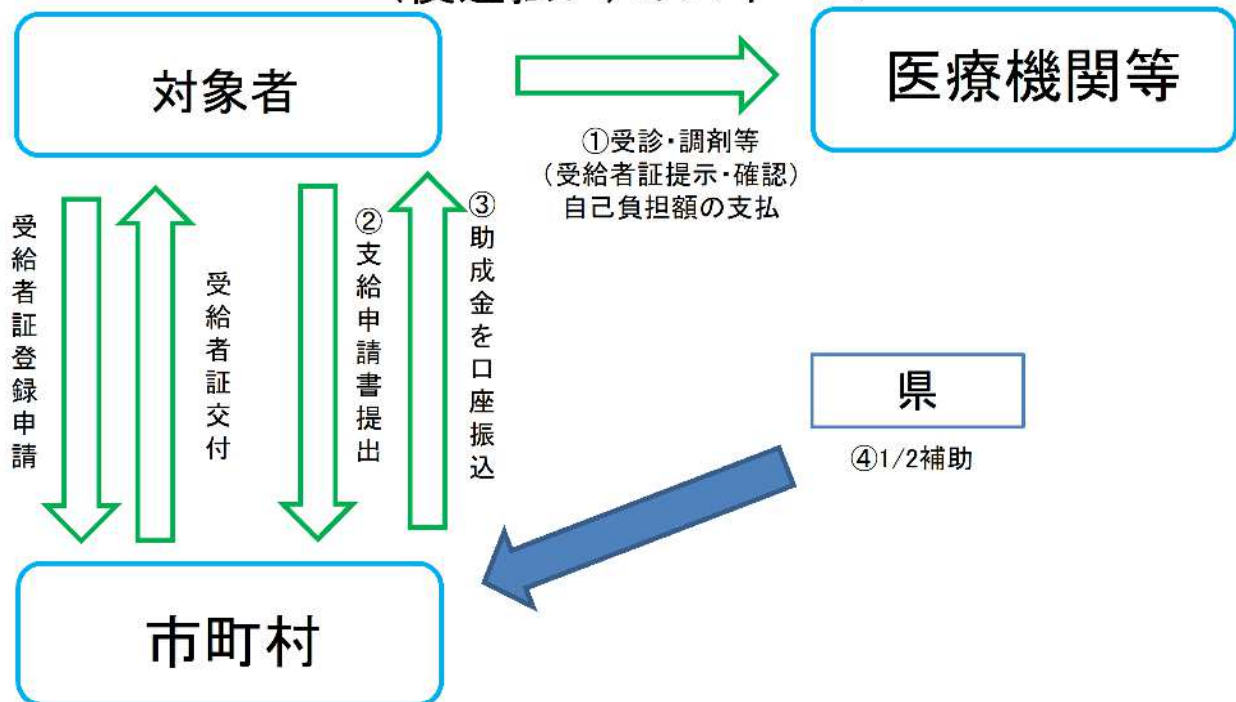 対象者
医療機関等
①受診・調剤等
(受給者証提示・確認)
自己負担額の支払
受給者証登録申請
受給者証交付
②支給申請書提出
③助成金を口座振込
県
④1/2補助
市町村